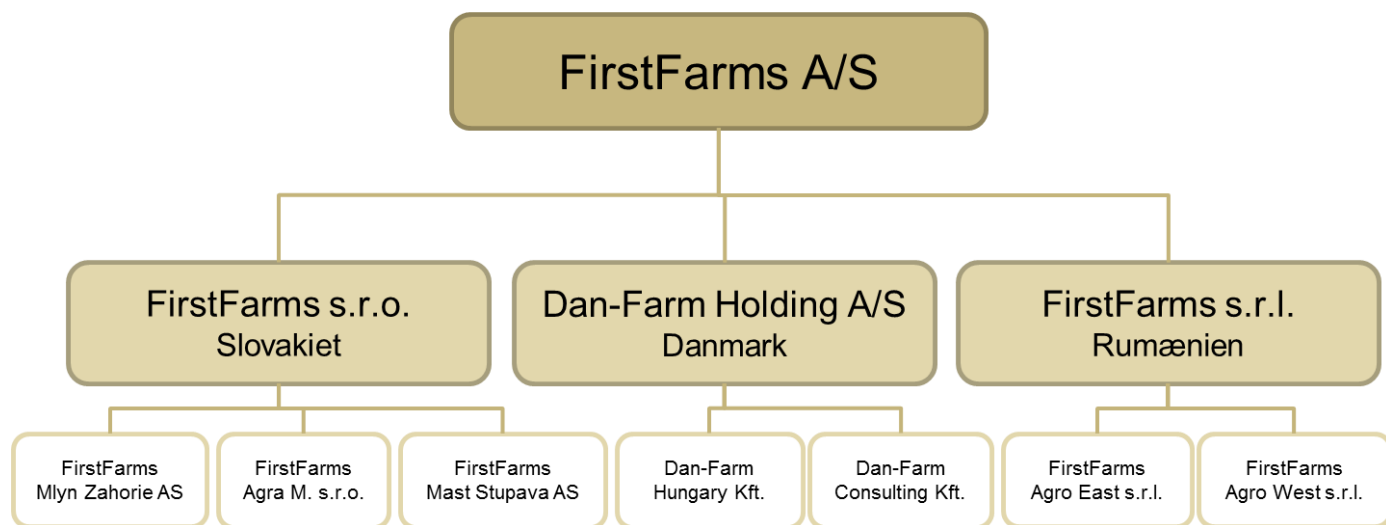 FirstFarms A/S
FirstFarms s.r.o.
Slovakiet
Dan-Farm Holding A/S
Danmark
FirstFarms s.r.l.
Rumænien
FirstFarms
Mlyn Zahorie AS
FirstFarms
Agra M. s.r.o.
FirstFarms
Mast Stupava AS
Dan-Farm
Hungary Kft.
Dan-Farm
Consulting Kft.
FirstFarms
Agro East s.r.l.
FirstFarms
Agro West s.r.l.